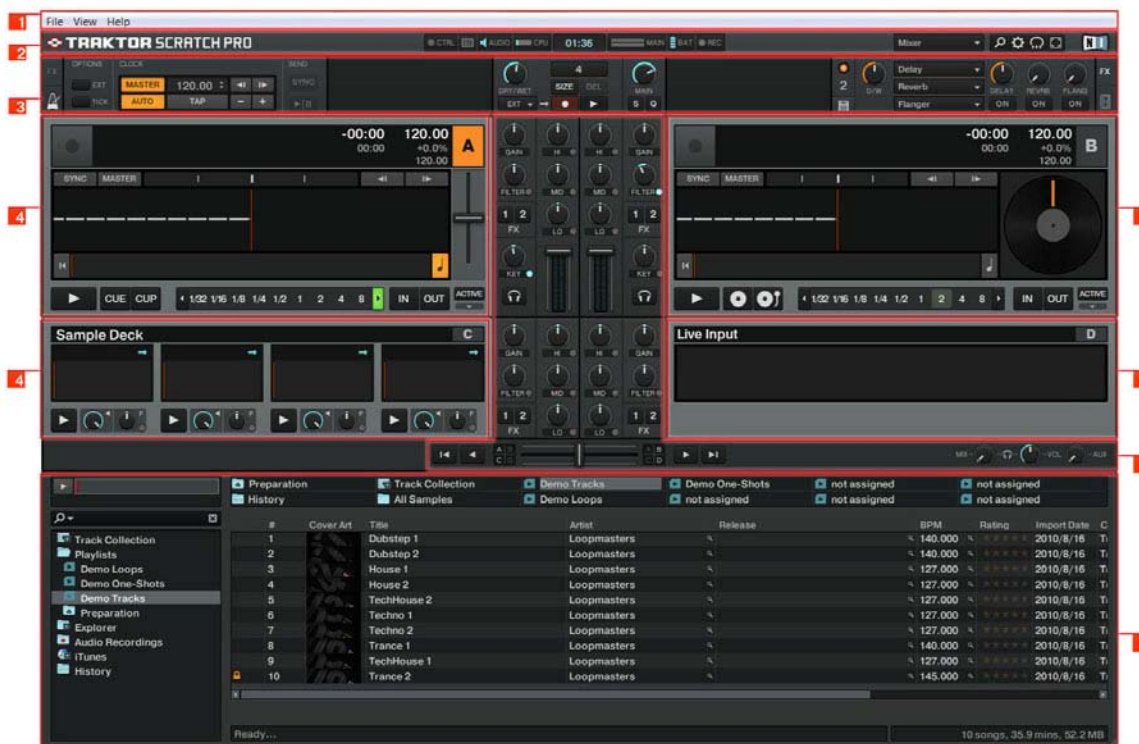 1
File View Help
2
TRAKTOR SCRATCH PRO
CTRL AUDIO CPU 01:36 MAIN BAT REC
Mixer
3
FX OPTIONS CLOCK SEND
EXT MASTER 120.00 SYNC
TICK AUTO TAP - +
DRY/WET 4 MAIN
SIZE DEL
EXT S Q
2 D/W Delay Reverb Flanger
DELAY REVRB FLANG FX
ON ON ON
4
-00:00 120.00 A
00:00 +0.0%
120.00
SYNC MASTER
CUE CUP 1/32 1/16 1/8 1/4 1/2 1 2 4 8 IN OUT ACTIVE
GAIN HI HI GAIN
FILTER MID MID FILTER
1 2 1 2
FX LO LO FX
KEY KEY
-00:00 120.00 B
00:00 +0.0%
120.00
SYNC MASTER
1/32 1/16 1/8 1/4 1/2 1 2 4 8 IN OUT ACTIVE
4
Sample Deck C
GAIN HI HI GAIN
FILTER MID MID FILTER
1 2 1 2
FX LO LO FX
Live Input D
A B
C D
A B
C D
MIX VOL AUX
Preparation Track Collection Demo Tracks Demo One-Shots not assigned not assigned
History All Samples Demo Loops not assigned not assigned not assigned
Track Collection
Playlists
Demo Loops
Demo One-Shots
Demo Tracks
Preparation
Explorer
Audio Recordings
iTunes
History
# Cover Art Title Artist Release BPM Rating Import Date C
1 Dubstep 1 Loopmasters 140.000 2010/8/16
2 Dubstep 2 Loopmasters 140.000 2010/8/16
3 House 1 Loopmasters 127.000 2010/8/16
4 House 2 Loopmasters 127.000 2010/8/16
5 TechHouse 2 Loopmasters 127.000 2010/8/16
6 Techno 1 Loopmasters 127.000 2010/8/16
7 Techno 2 Loopmasters 127.000 2010/8/16
8 Trance 1 Loopmasters 140.000 2010/8/16
9 TechHouse 1 Loopmasters 127.000 2010/8/16
10 Trance 2 Loopmasters 145.000 2010/8/16
Ready...
10 songs, 35.9 mins, 52.2 MB